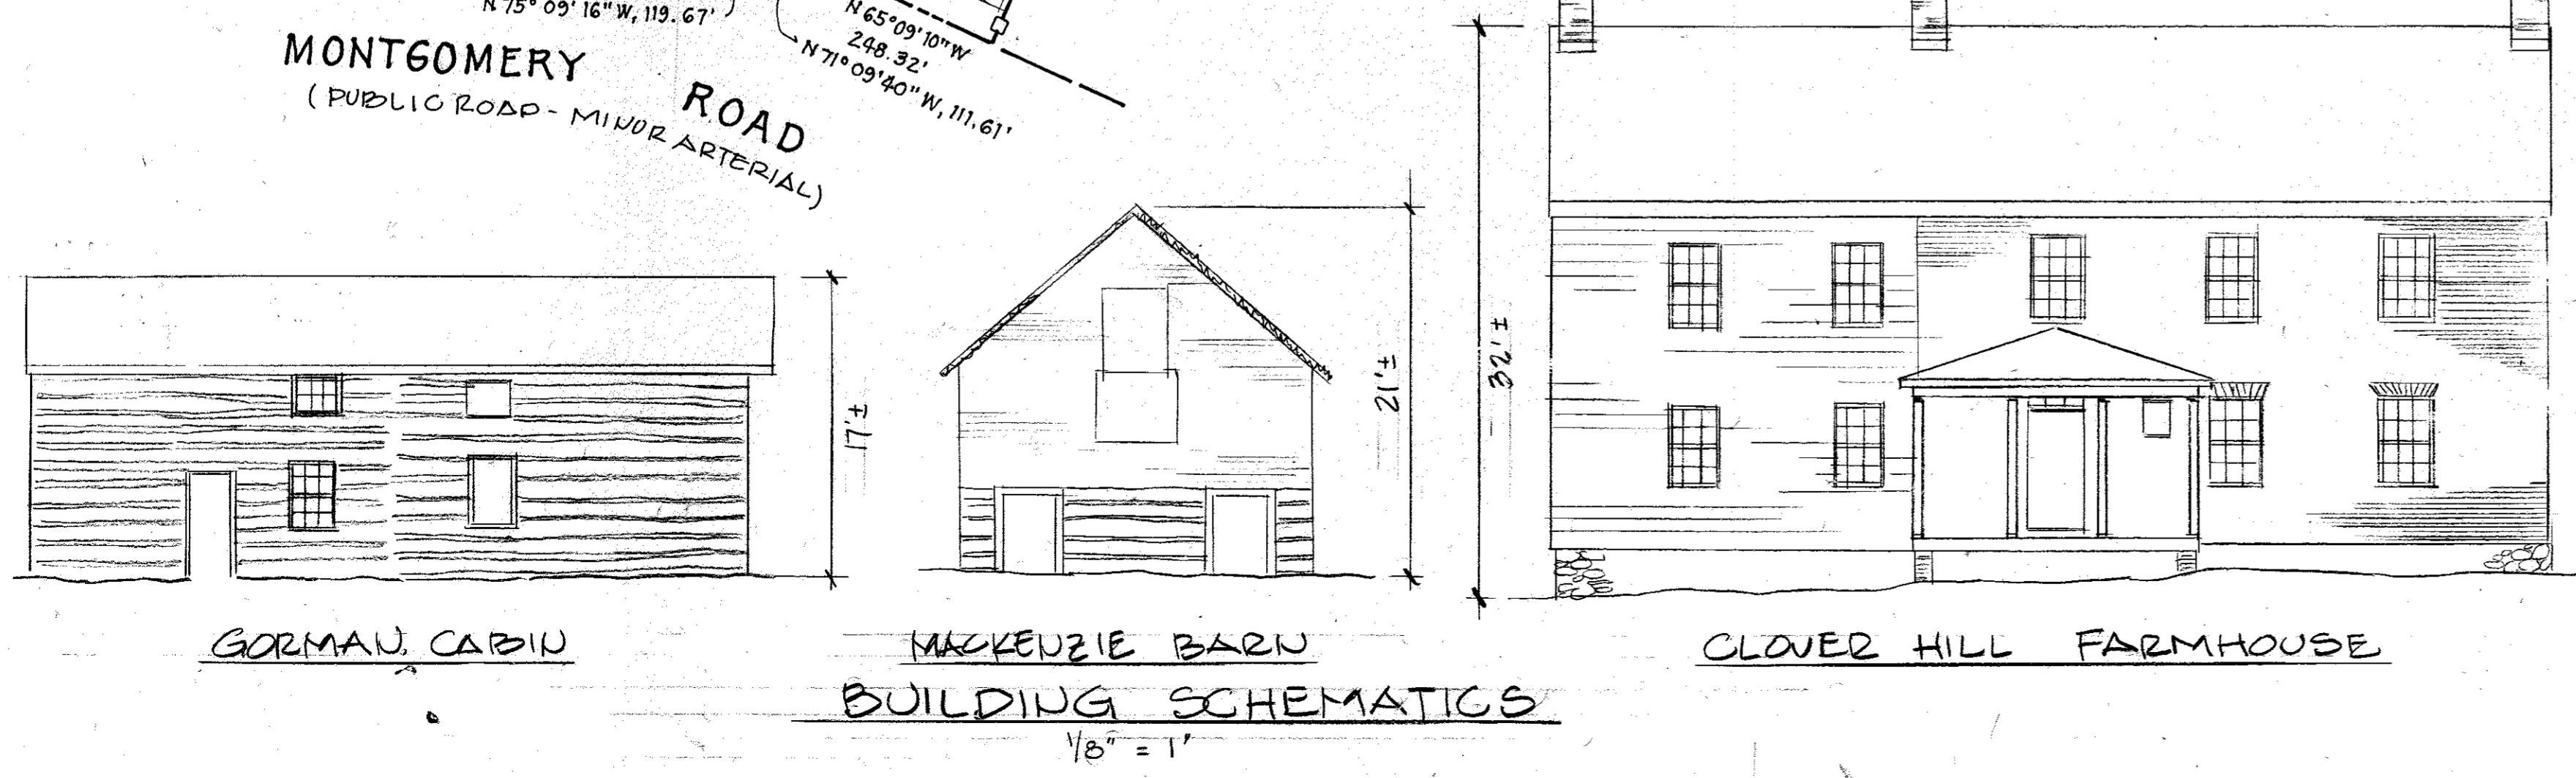 N 75° 09' 16" W, 119.67'
N 65° 09' 10" W
248.32'
N 71° 09' 40" W, 111.61'
MONTGOMERY ROAD
(PUBLIC ROAD - MINOR ARTERIAL)
17'±
21'±
32'±
GORMAN CABIN
MACKENZIE BARN
CLOVER HILL FARMHOUSE
BUILDING SCHEMATICS
1/8" = 1'